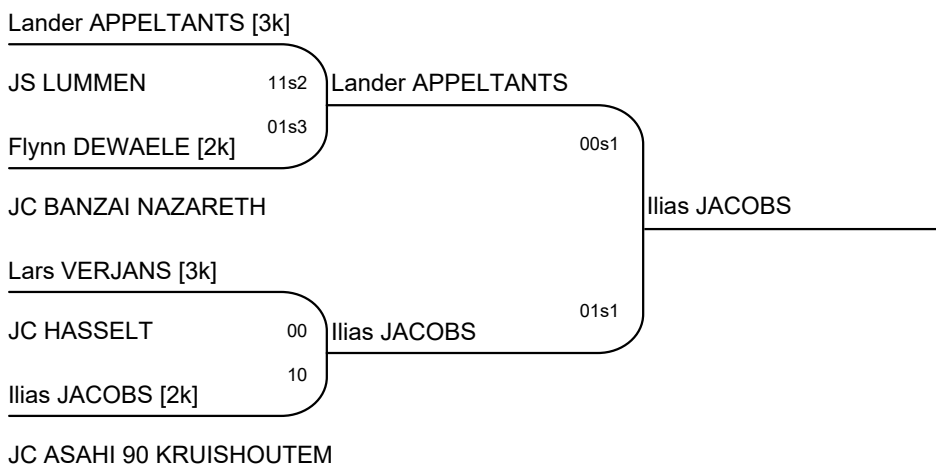 Lander APPELTANTS [3k]
JS LUMMEN
11s2
Lander APPELTANTS
01s3
Flynn DEWAELE [2k]
00s1
JC BANZAI NAZARETH
Ilias JACOBS
Lars VERJANS [3k]
01s1
JC HASSELT
00
Ilias JACOBS
10
Ilias JACOBS [2k]
JC ASAHI 90 KRUISHOUTEM